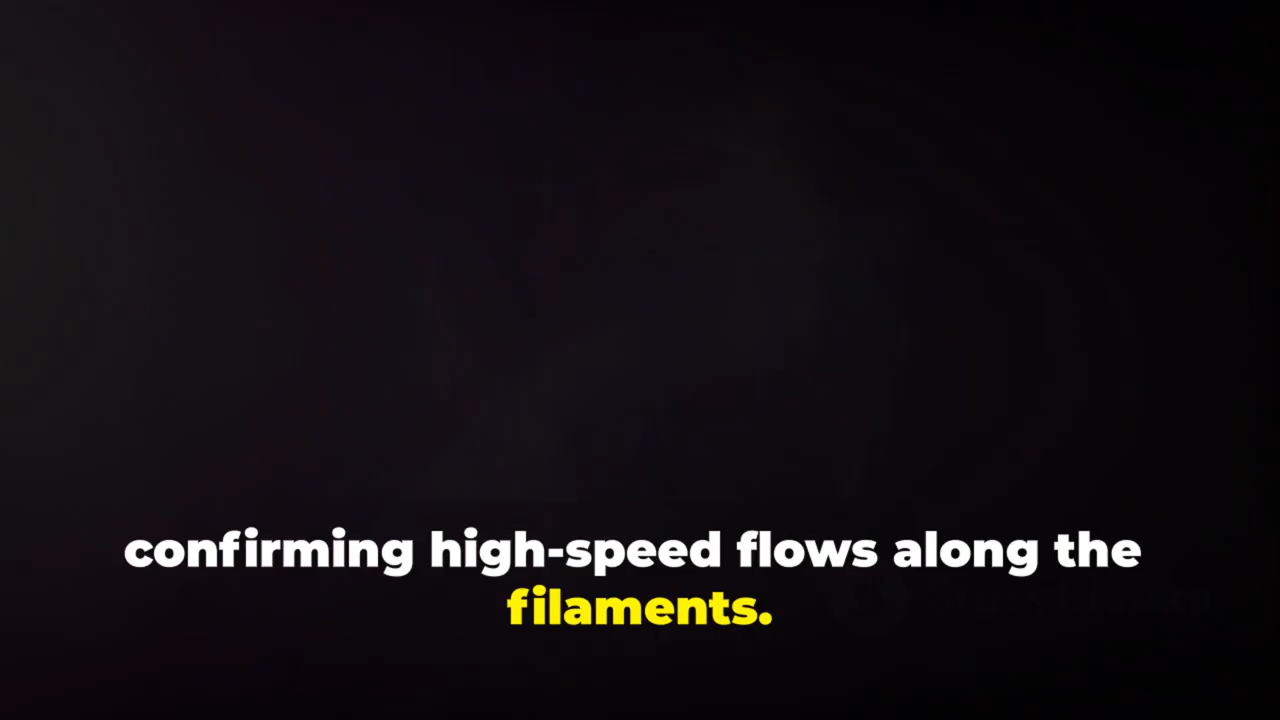 confirming high-speed flows along the
filaments.